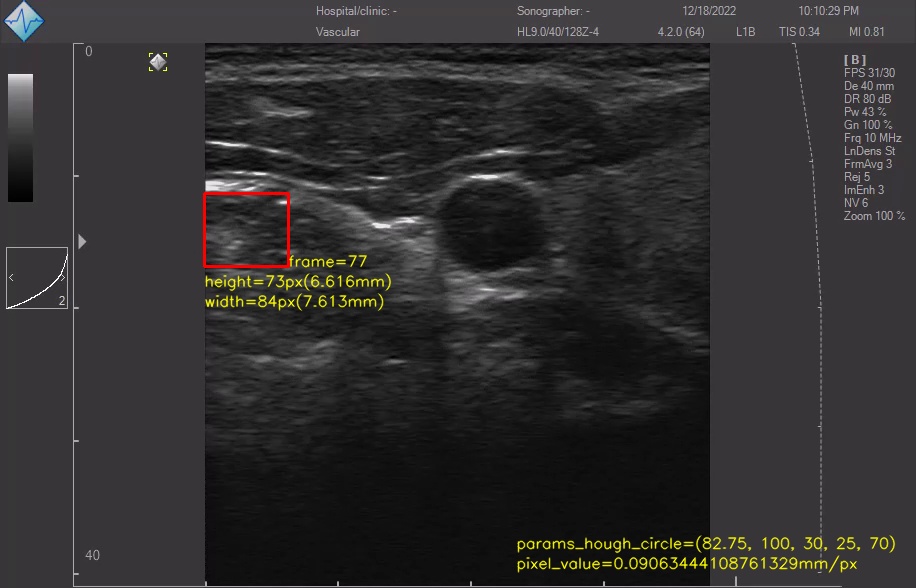 Hospital/clinic: - Sonographer: - 12/18/2022 10:10:29 PM
Vascular HL9.0/40/128Z-4 4.2.0 (64) L1B TIS 0.34 MI 0.81
0
[ B ]
FPS 31/30
De 40 mm
DR 80 dB
Pw 43 %
Gn 100 %
Frq 10 MHz
LnDens St
FrmAvg 3
Rej 5
ImEnh 3
NV 6
Zoom 100 %
frame=77
height=73px(6.616mm)
width=84px(7.613mm)
2
params_hough_circle=(82.75, 100, 30, 25, 70)
40
pixel_value=0.09063444108761329mm/px